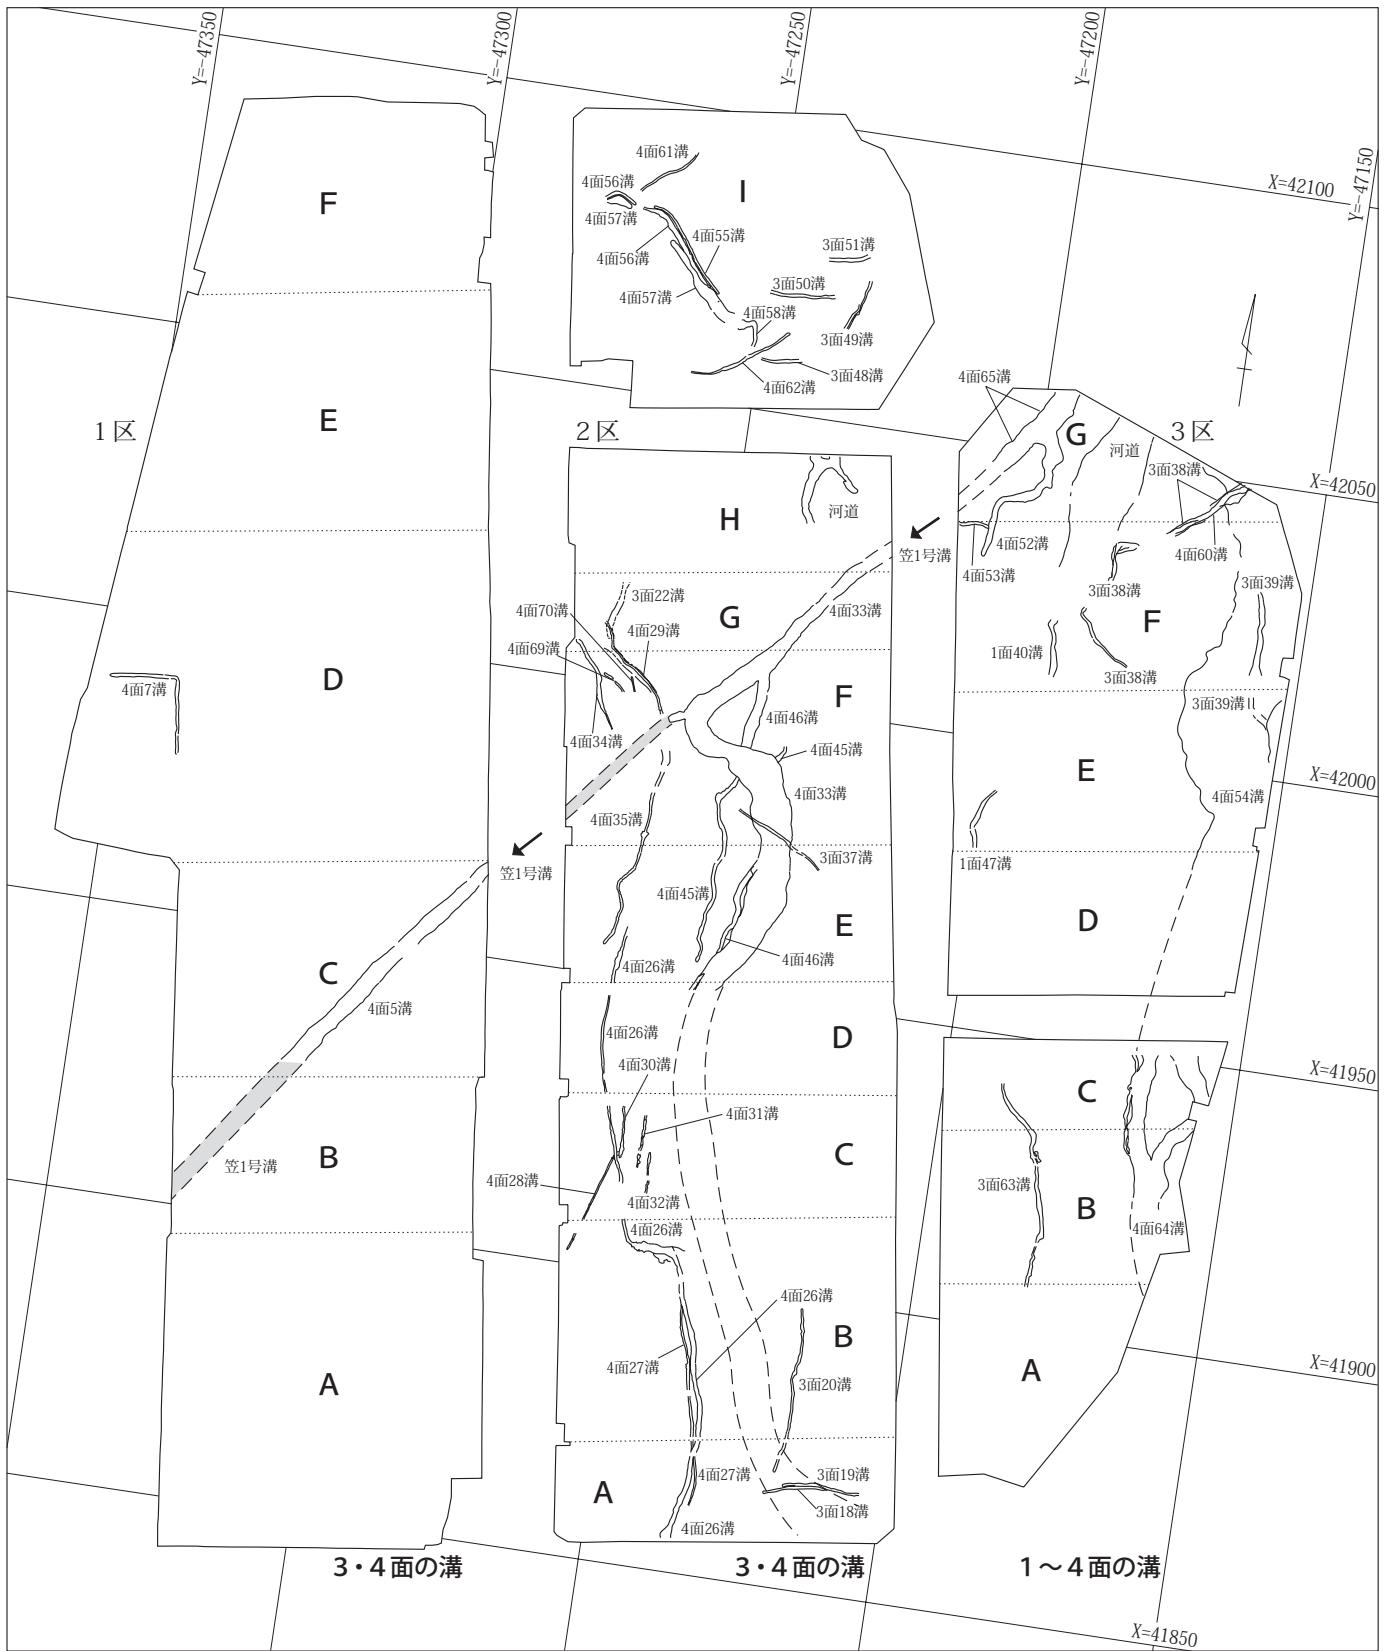 Y=-47350
Y=-47300
Y=-47250
Y=-47200
Y=-47150
X=42100
X=42050
X=42000
X=41950
X=41900
X=41850
1区
F
E
D
4面7溝
C
4面5溝
笠1号溝
B
笠1号溝
A
3・4面の溝
2区
I
4面61溝
4面56溝
4面57溝
4面55溝
4面56溝
4面57溝
3面51溝
3面50溝
4面58溝
3面49溝
3面48溝
4面62溝
H
河道
笠1号溝
3面22溝
4面70溝
4面29溝
4面33溝
G
4面69溝
F
4面46溝
4面34溝
4面45溝
4面33溝
4面35溝
3面37溝
4面45溝
E
4面46溝
4面26溝
4面26溝
D
4面30溝
4面31溝
C
4面28溝
4面32溝
4面26溝
4面26溝
B
4面27溝
3面20溝
A
4面27溝
3面19溝
3面18溝
4面26溝
3・4面の溝
3区
4面65溝
G
河道
3面38溝
4面52溝
4面60溝
4面53溝
3面38溝
3面39溝
F
1面40溝
3面38溝
3面39溝
E
4面54溝
1面47溝
D
C
3面63溝
B
4面64溝
A
1～4面の溝